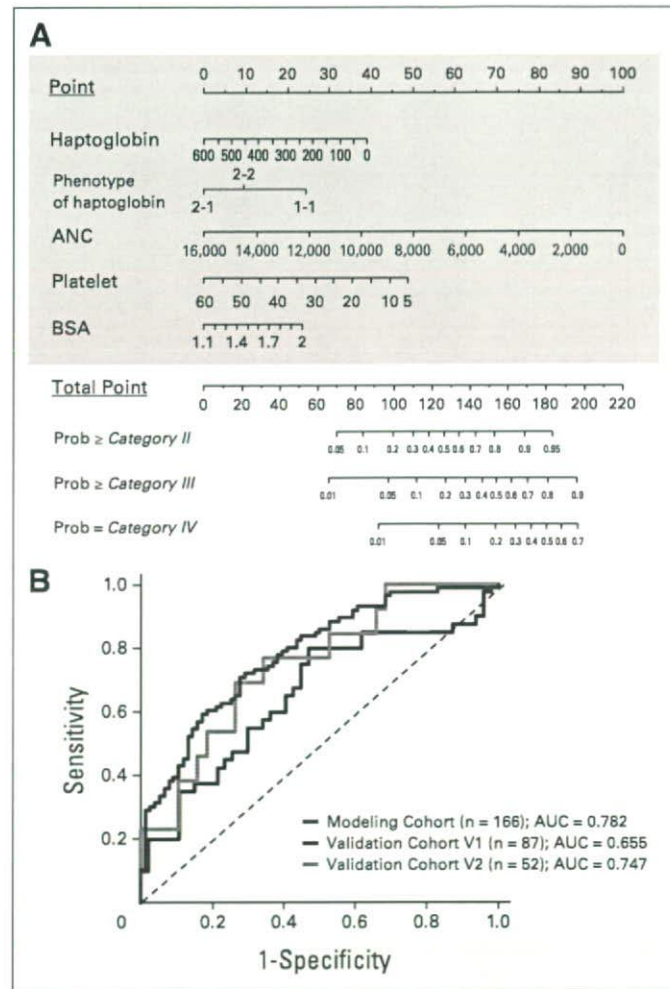 A
Point
0 10 20 30 40 50 60 70 80 90 100
Haptoglobin
600 500 400 300 200 100 0
Phenotype of haptoglobin
2-2
2-1 1-1
ANC
16,000 14,000 12,000 10,000 8,000 6,000 4,000 2,000 0
Platelet
60 50 40 30 20 10 5
BSA
1.1 1.4 1.7 2
Total Point
0 20 40 60 80 100 120 140 160 180 200 220
Prob ≥ Category II
0.05 0.1 0.2 0.3 0.4 0.5 0.6 0.7 0.8 0.9 0.95
Prob ≥ Category III
0.01 0.05 0.1 0.2 0.3 0.4 0.5 0.6 0.7 0.8 0.9
Prob = Category IV
0.01 0.05 0.1 0.2 0.3 0.4 0.5 0.6 0.7
B
1.0
0.8
0.6
0.4
0.2
Sensitivity
Modeling Cohort (n = 166); AUC = 0.782
Validation Cohort V1 (n = 87); AUC = 0.655
Validation Cohort V2 (n = 52); AUC = 0.747
0 0.2 0.4 0.6 0.8 1.0
1-Specificity